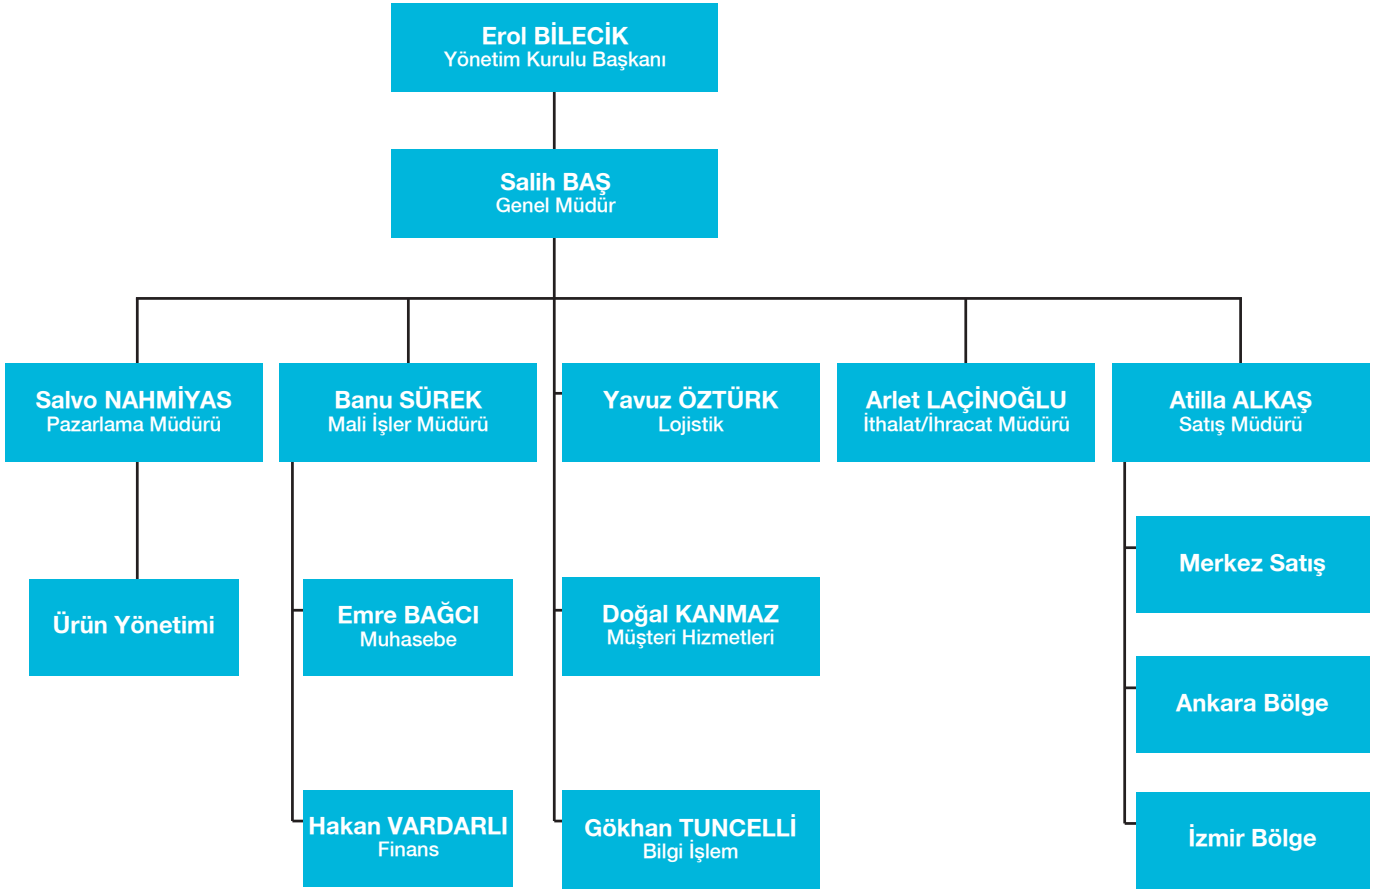 Erol BİLECİK
Yönetim Kurulu Başkanı
Salih BAŞ
Genel Müdür
Salvo NAHMİYAS
Pazarlama Müdürü
Banu SÜREK
Mali İşler Müdürü
Yavuz ÖZTÜRK
Lojistik
Arlet LAÇİNOĞLU
İthalat/İhracat Müdürü
Atilla ALKAŞ
Satış Müdürü
Ürün Yönetimi
Emre BAĞCI
Muhasebe
Hakan VARDARLI
Finans
Doğal KANMAZ
Müşteri Hizmetleri
Gökhan TUNCELLİ
Bilgi İşlem
Merkez Satış
Ankara Bölge
İzmir Bölge